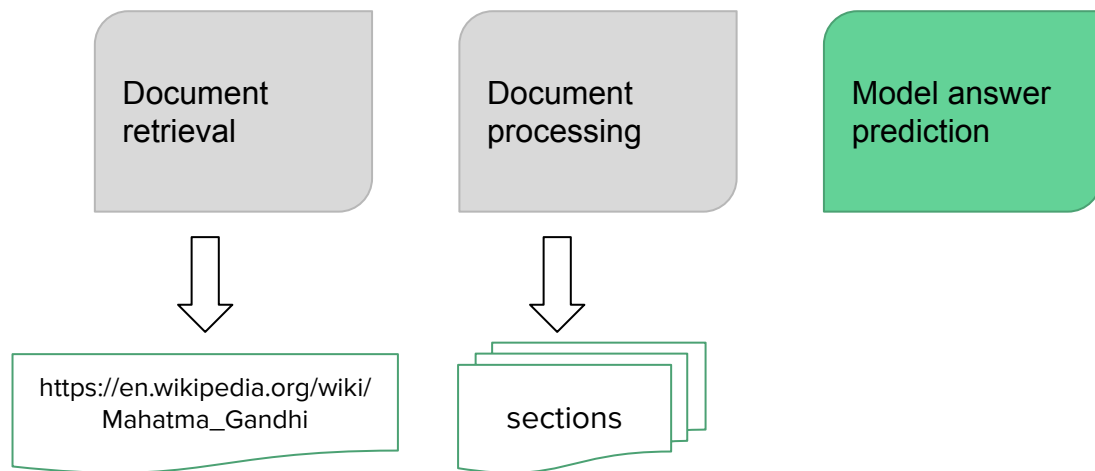 Document
retrieval
Document
processing
Model answer
prediction
https://en.wikipedia.org/wiki/
Mahatma_Gandhi
sections